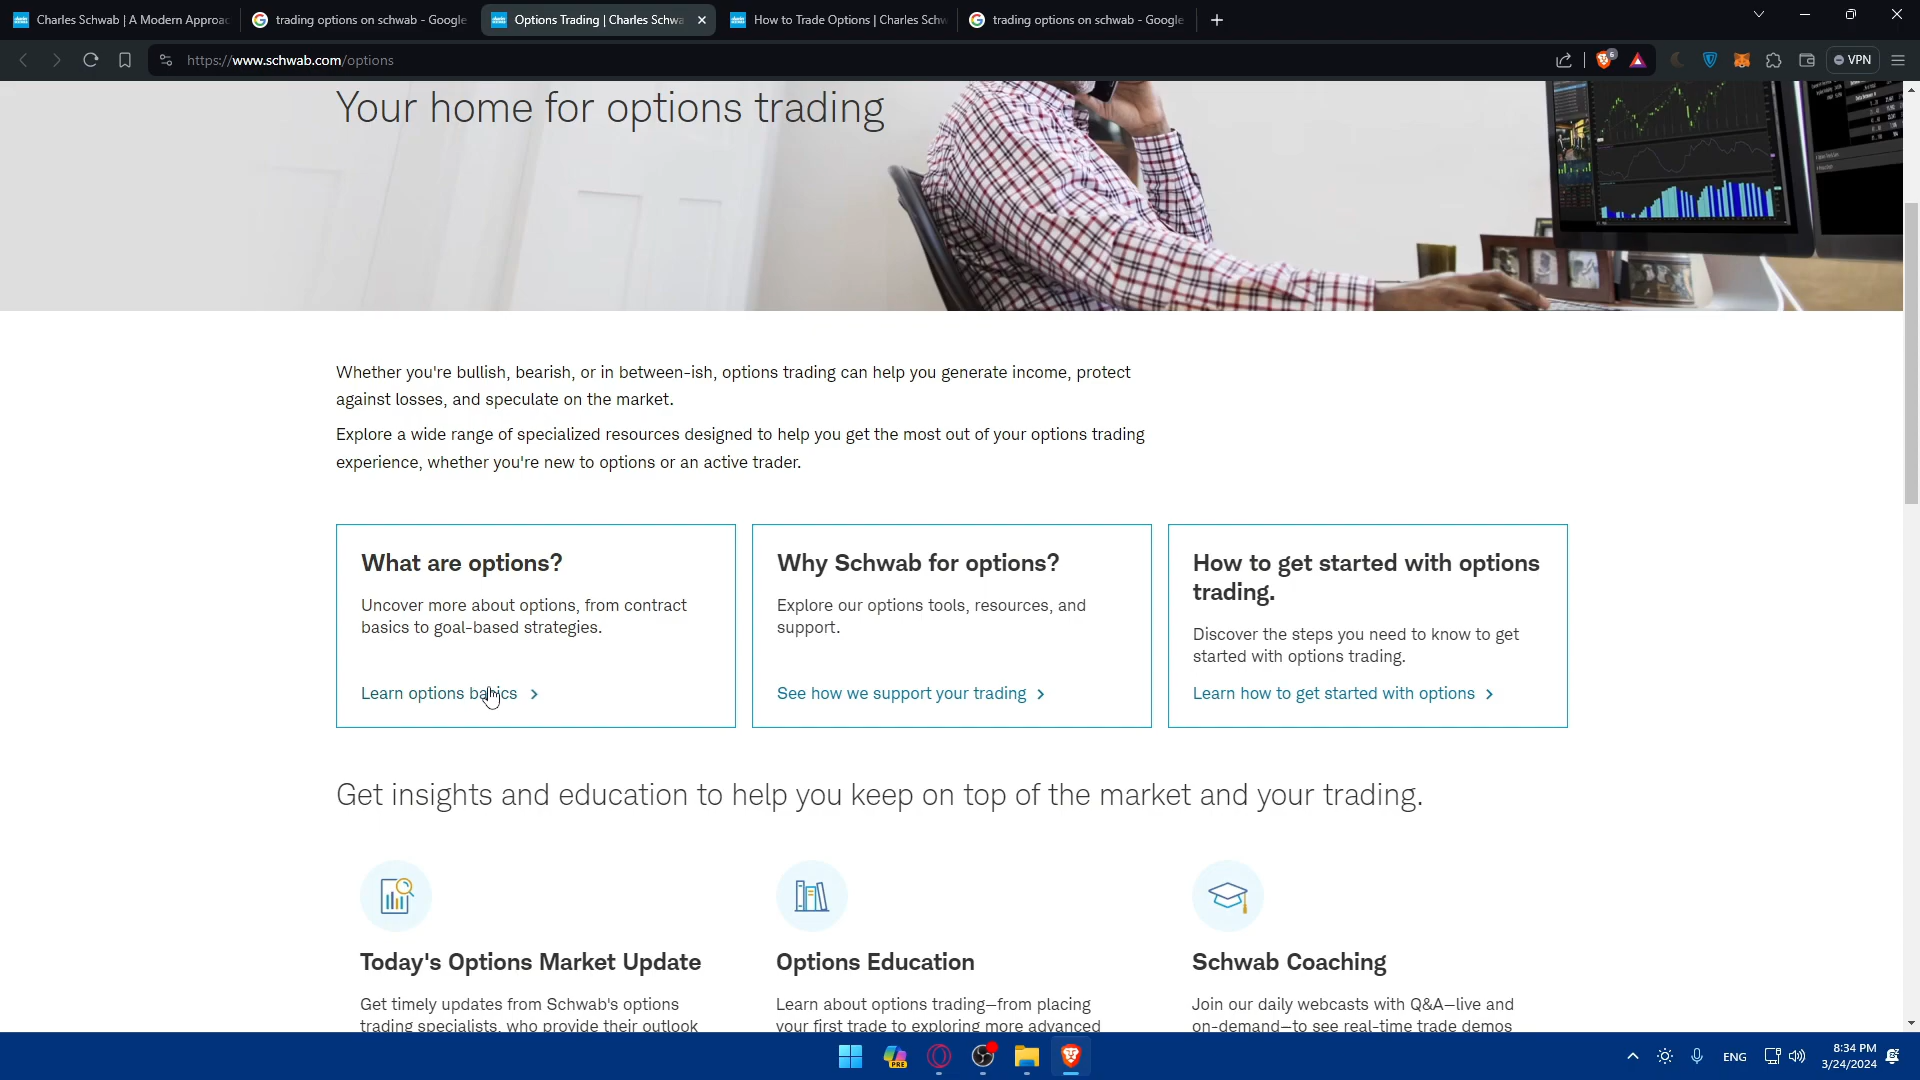 Charles Schwab | A Modern Approac
trading options on schwab - Google
Options Trading | Charles Schwa
How to Trade Options | Charles Schw
trading options on schwab - Google
https://www.schwab.com/options
6
VPN
Your home for options trading
Whether you're bullish, bearish, or in between-ish, options trading can help you generate income, protect
against losses, and speculate on the market.
Explore a wide range of specialized resources designed to help you get the most out of your options trading
experience, whether you're new to options or an active trader.
What are options?
Uncover more about options, from contract
basics to goal-based strategies.
Learn options basics
Why Schwab for options?
Explore our options tools, resources, and
support.
See how we support your trading
How to get started with options
trading.
Discover the steps you need to know to get
started with options trading.
Learn how to get started with options
Get insights and education to help you keep on top of the market and your trading.
Today's Options Market Update
Get timely updates from Schwab's options
trading specialists, who provide their outlook
Options Education
Learn about options trading—from placing
your first trade to exploring more advanced
Schwab Coaching
Join our daily webcasts with Q&A—live and
on-demand—to see real-time trade demos
PRE
ENG
8:34 PM
3/24/2024